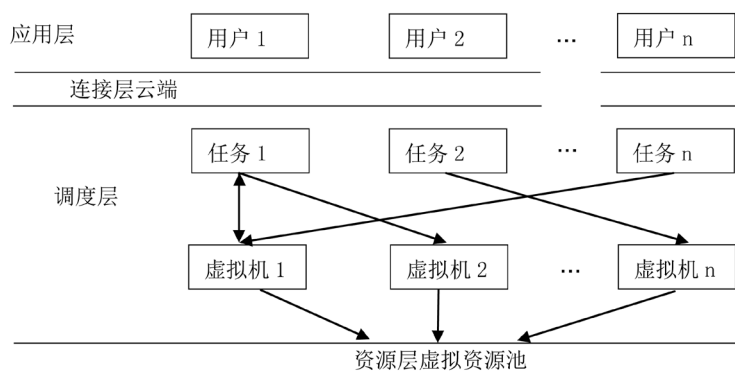 应用层 用户 1 用户 2 … 用户 n
连接层云端
任务 1 任务 2 … 任务 n
调度层
虚拟机 1 虚拟机 2 … 虚拟机 n
资源层虚拟资源池